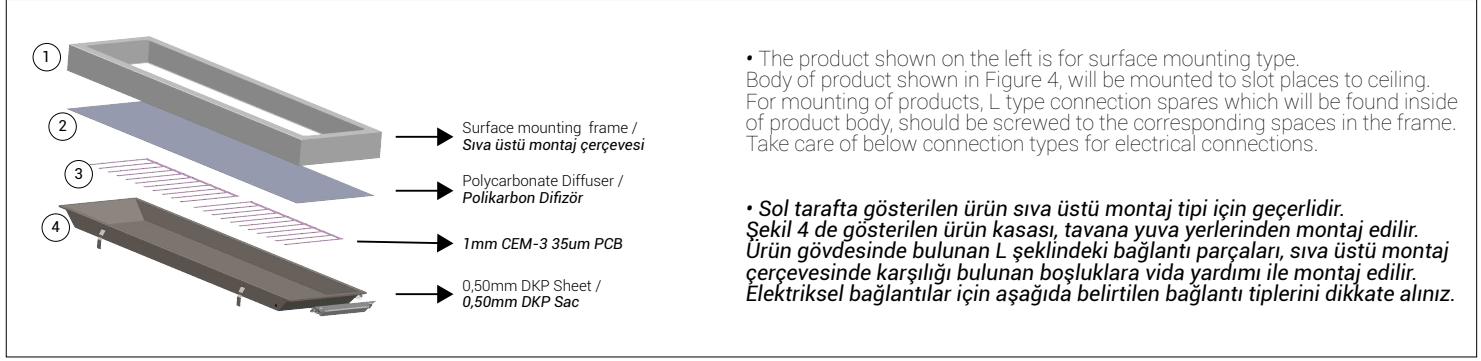 1
2
3
4
Surface mounting frame /
Sıva üstü montaj çerçevesi
Polycarbonate Diffuser /
Polikarbon Difizör
1mm CEM-3 35um PCB
0,50mm DKP Sheet /
0,50mm DKP Sac
• The product shown on the left is for surface mounting type.
Body of product shown in Figure 4, will be mounted to slot places to ceiling.
For mounting of products, L type connection spares which will be found inside
of product body, should be screwed to the corresponding spaces in the frame.
Take care of below connection types for electrical connections.
• Sol tarafta gösterilen ürün sıva üstü montaj tipi için geçerlidir.
Şekil 4 de gösterilen ürün kasası, tavana yuva yerlerinden montaj edilir.
Ürün gövdesinde bulunan L şeklindeki bağlantı parçaları, sıva üstü montaj
çerçevesinde karşılığı bulunan boşluklara vida yardımı ile montaj edilir.
Elektriksel bağlantılar için aşağıda belirtilen bağlantı tiplerini dikkate alınız.